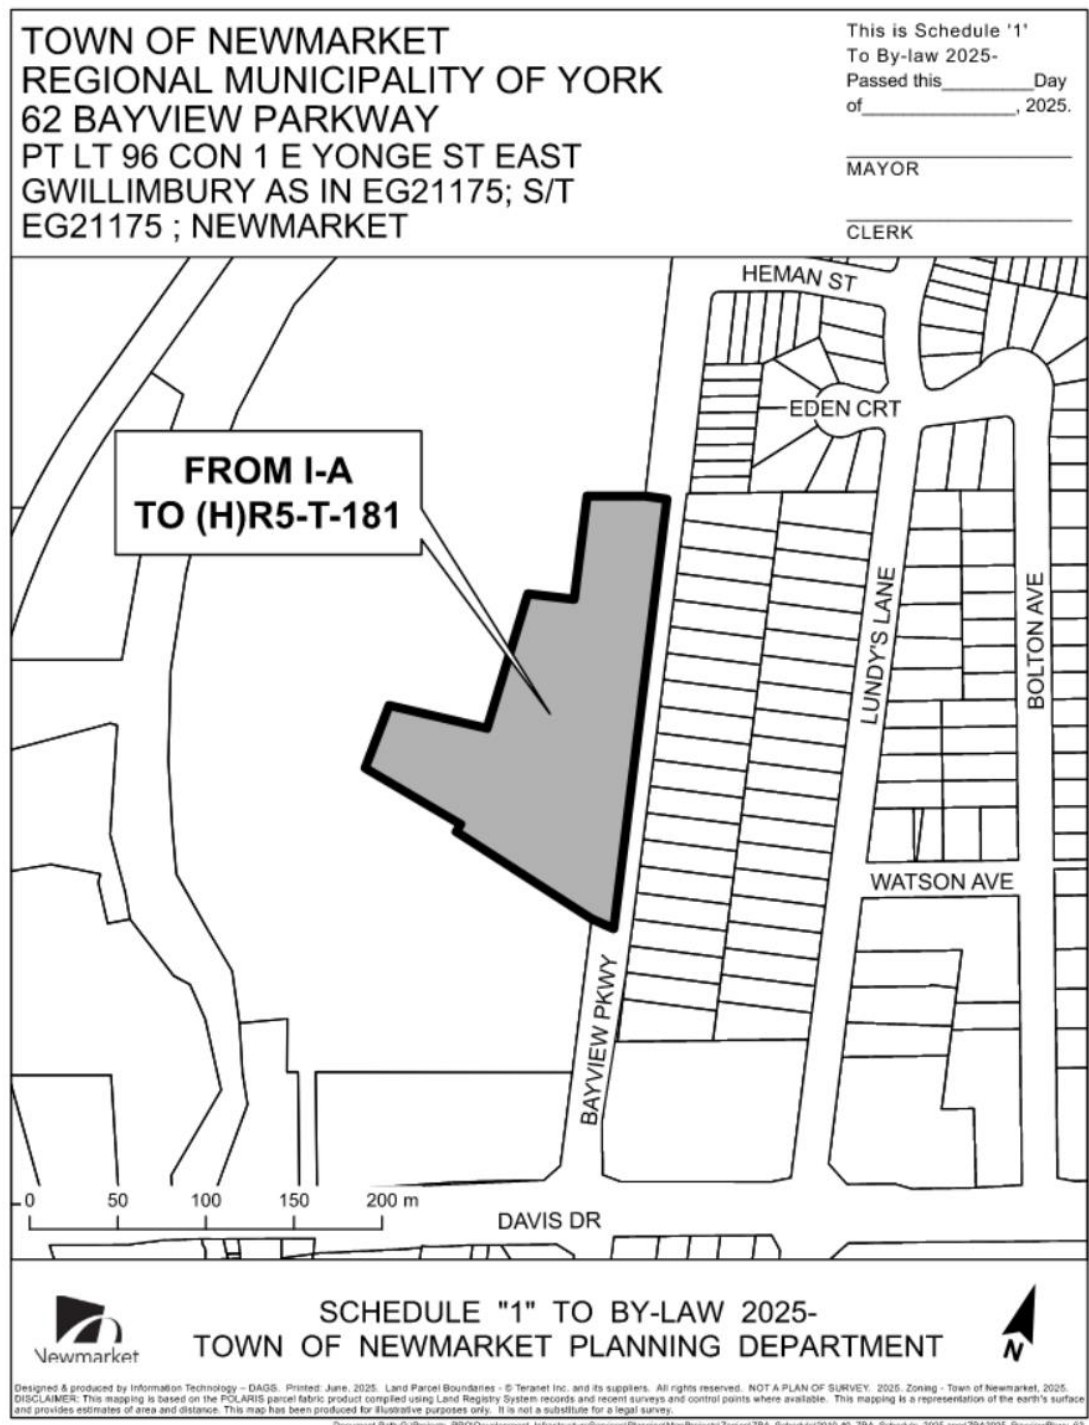 TOWN OF NEWMARKET
REGIONAL MUNICIPALITY OF YORK
62 BAYVIEW PARKWAY
PT LT 96 CON 1 E YONGE ST EAST
GWILLIMBURY AS IN EG21175; S/T
EG21175 ; NEWMARKET
This is Schedule '1'
To By-law 2025-
Passed this_________Day
of________________, 2025.
MAYOR
CLERK
HEMAN ST
EDEN CRT
FROM I-A
TO (H)R5-T-181
LUNDY'S LANE
BOLTON AVE
WATSON AVE
BAYVIEW PKWY
0 50 100 150 200 m
DAVIS DR
Newmarket
SCHEDULE "1" TO BY-LAW 2025-
TOWN OF NEWMARKET PLANNING DEPARTMENT
N
Designed & produced by Information Technology – DAGS. Printed: June, 2025. Land Parcel Boundaries - © Teranet Inc. and its suppliers. All rights reserved. NOT A PLAN OF SURVEY. 2025. Zoning - Town of Newmarket, 2025.
DISCLAIMER: This mapping is based on the POLARIS parcel fabric product compiled using Land Registry System records and recent surveys and control points where available. This mapping is a representation of the earth's surface
and provides estimates of area and distance. This map has been produced for illustrative purposes only. It is not a substitute for a legal survey.